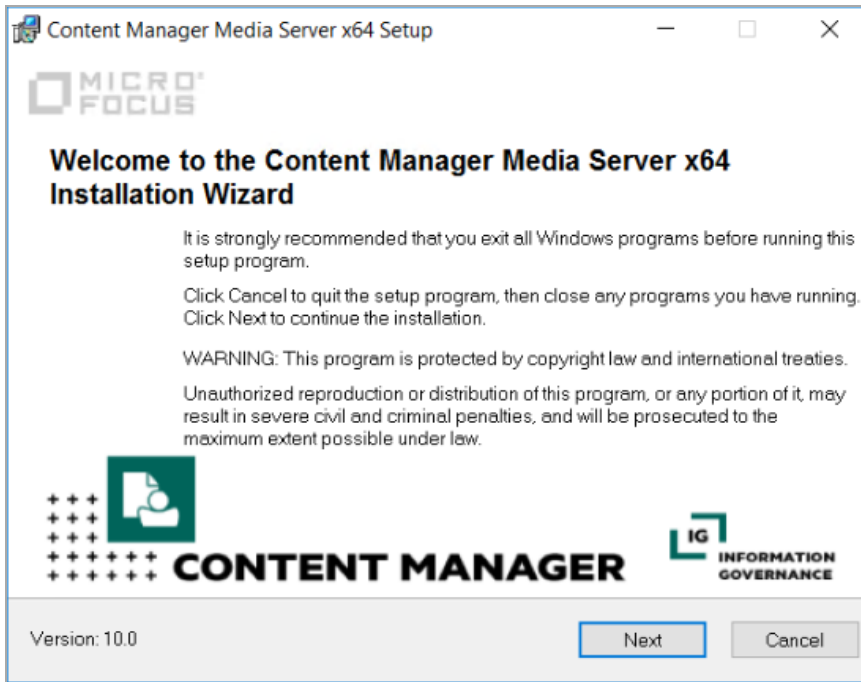 Content Manager Media Server x64 Setup
MICRO
FOCUS
Welcome to the Content Manager Media Server x64
Installation Wizard
It is strongly recommended that you exit all Windows programs before running this
setup program.
Click Cancel to quit the setup program, then close any programs you have running.
Click Next to continue the installation.
WARNING: This program is protected by copyright law and international treaties.
Unauthorized reproduction or distribution of this program, or any portion of it, may
result in severe civil and criminal penalties, and will be prosecuted to the
maximum extent possible under law.
CONTENT MANAGER
IG
INFORMATION
GOVERNANCE
Version: 10.0
Next
Cancel